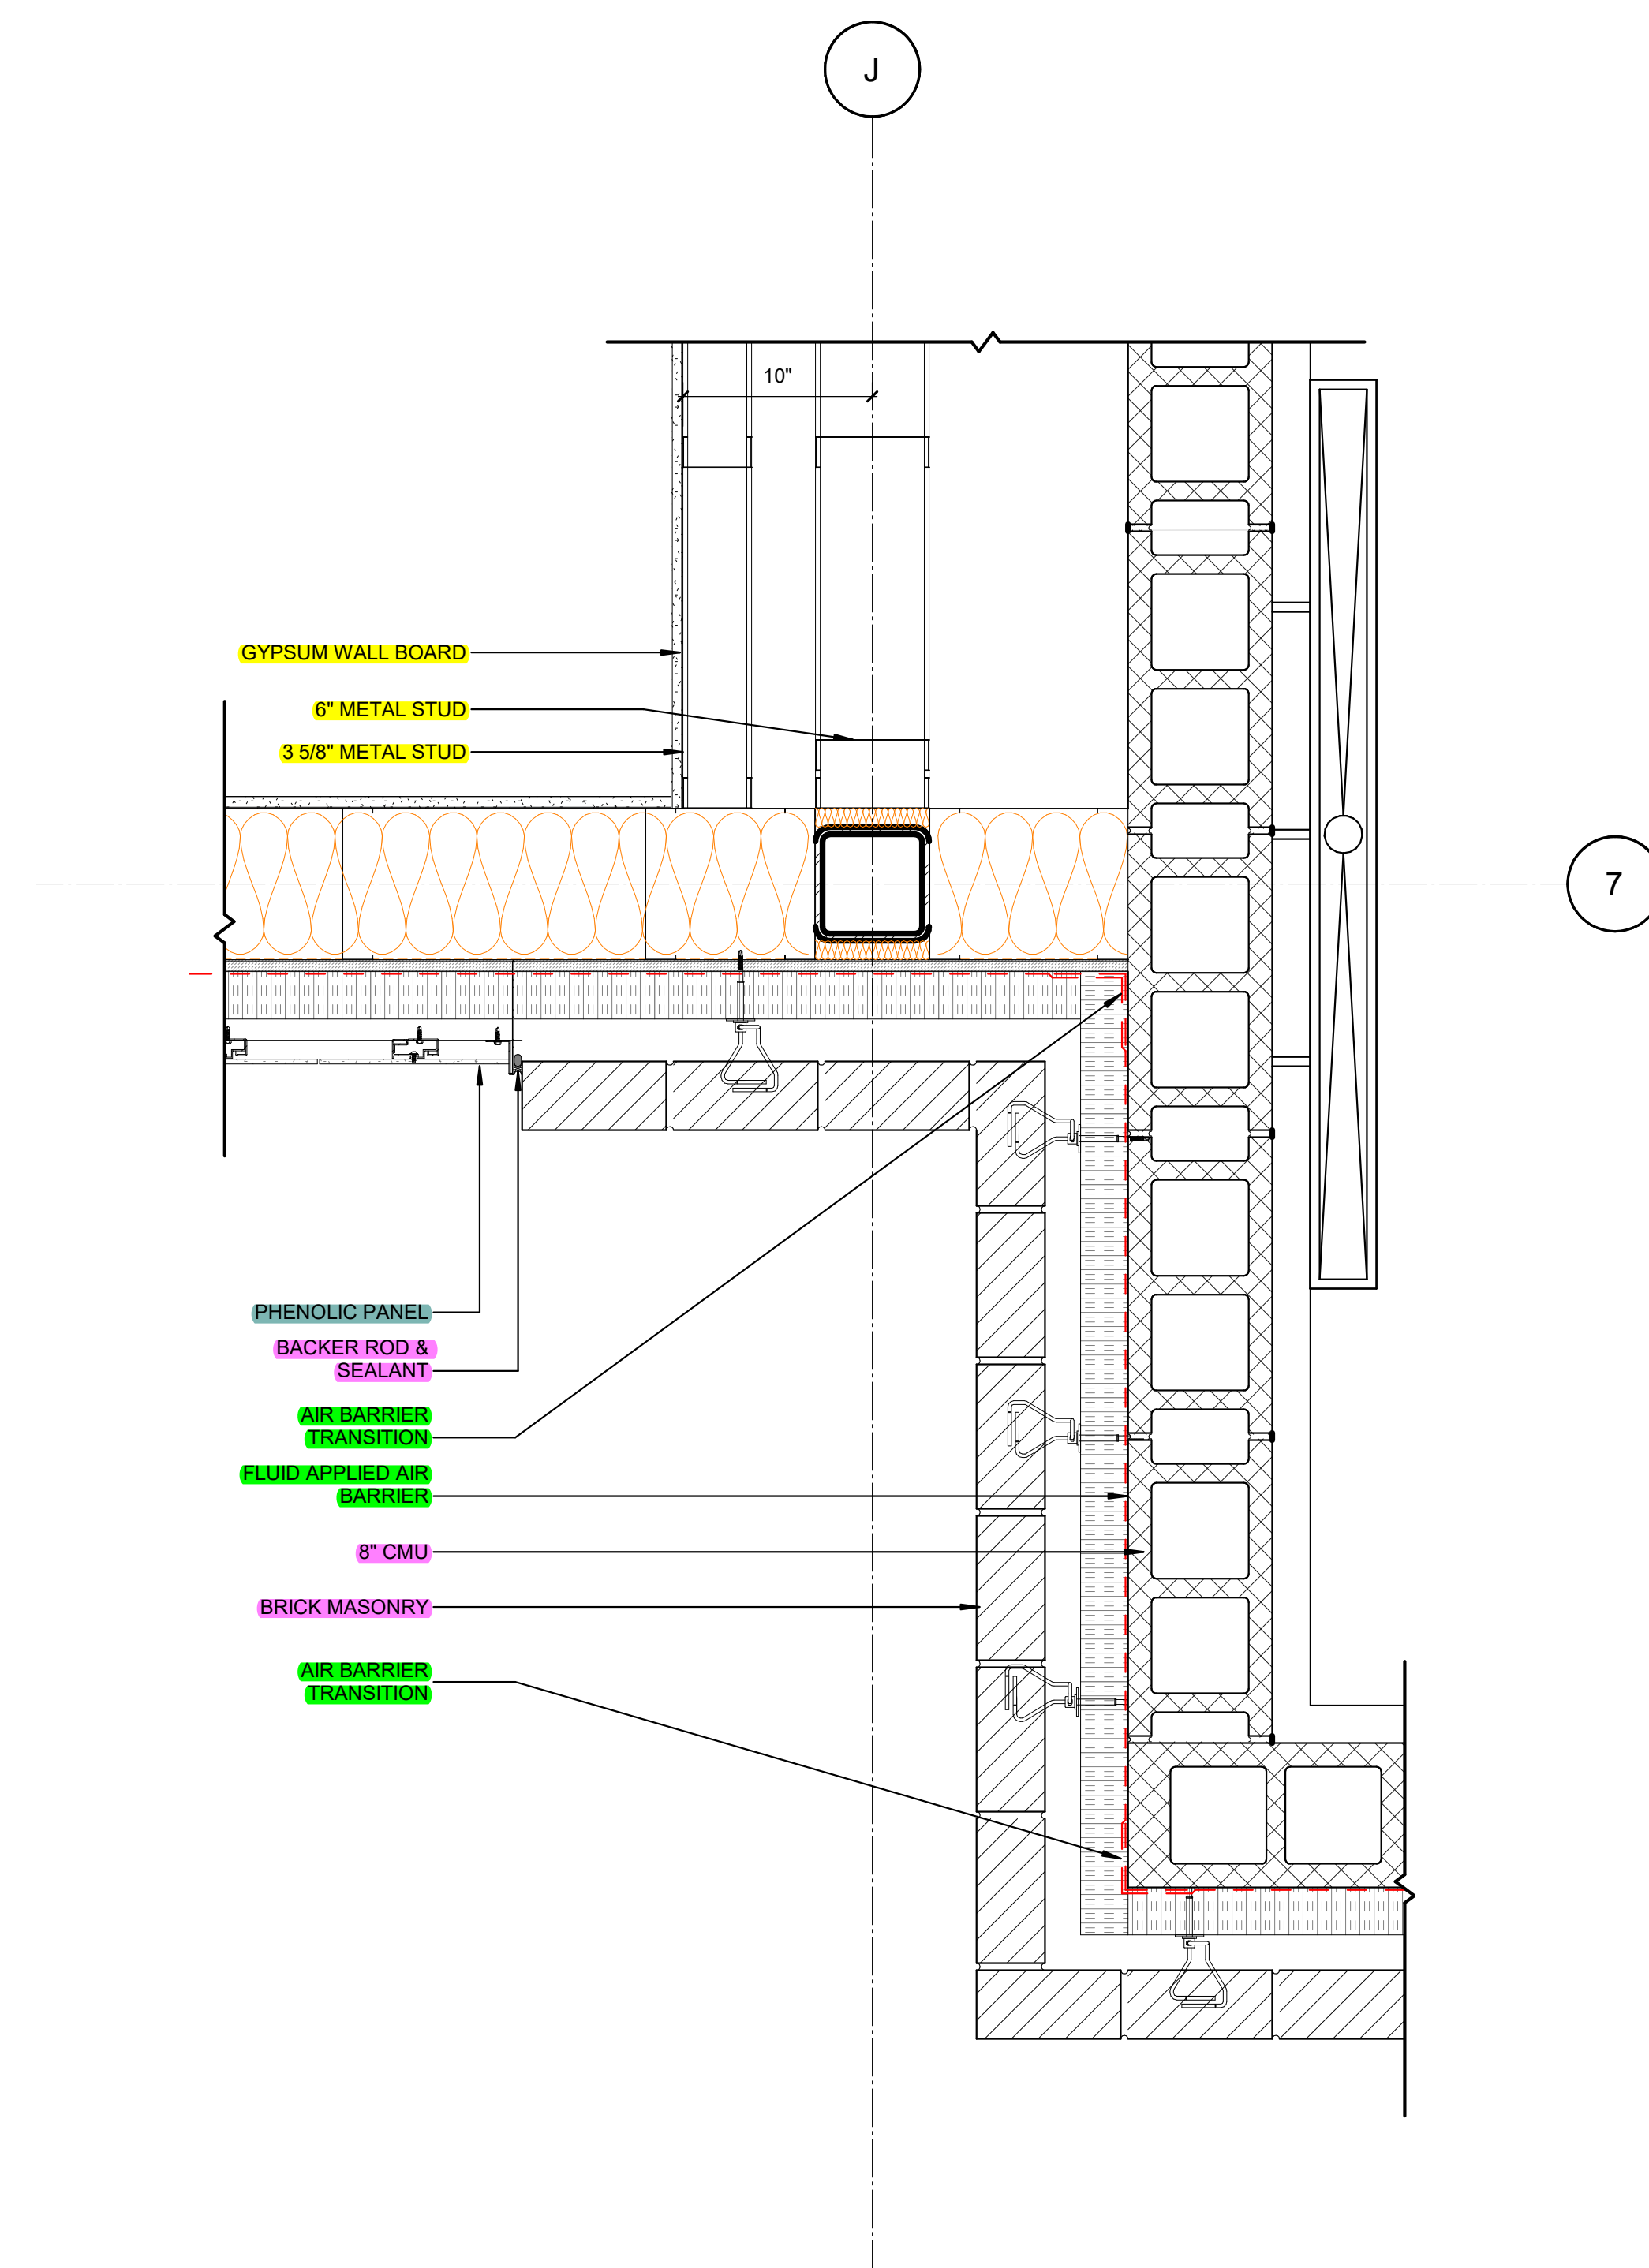 J
10"
GYPSUM WALL BOARD
6" METAL STUD
3 5/8" METAL STUD
7
PHENOLIC PANEL
BACKER ROD &
SEALANT
AIR BARRIER
TRANSITION
FLUID APPLIED AIR
BARRIER
8" CMU
BRICK MASONRY
AIR BARRIER
TRANSITION